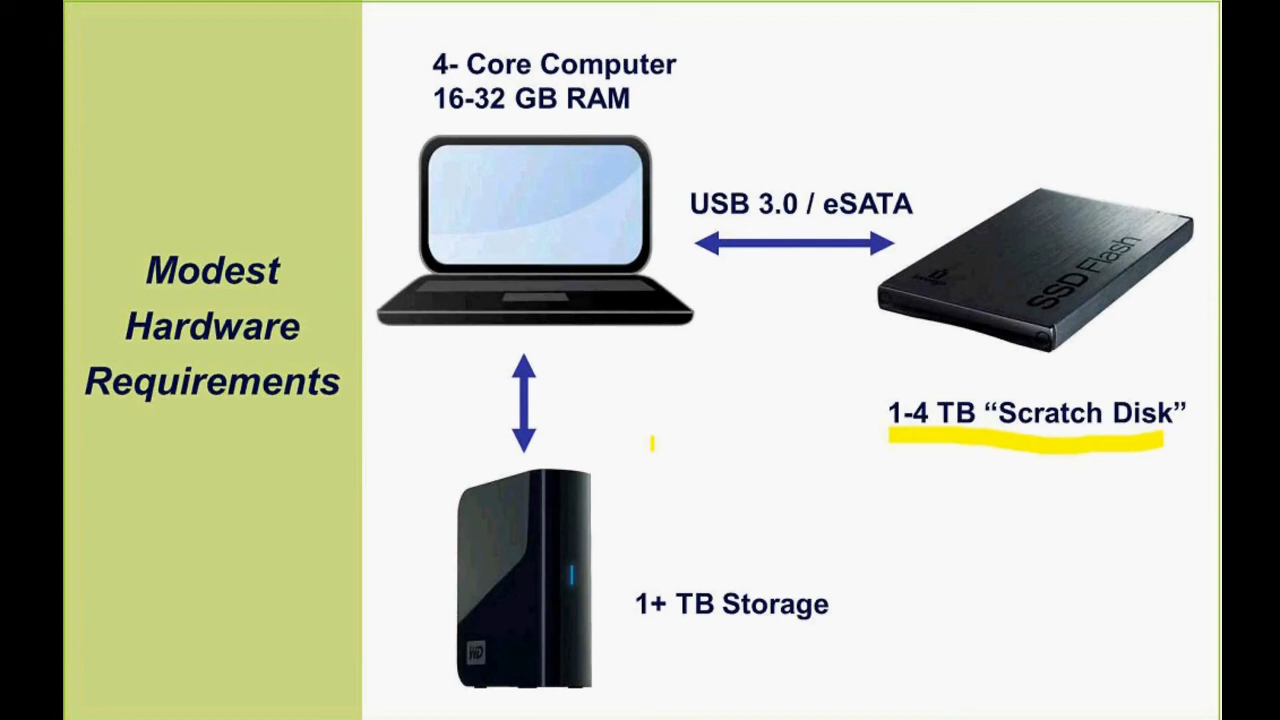 Modest
Hardware
Requirements
4- Core Computer
16-32 GB RAM
USB 3.0 / eSATA
SSD Flash
1-4 TB “Scratch Disk”
1+ TB Storage
WD